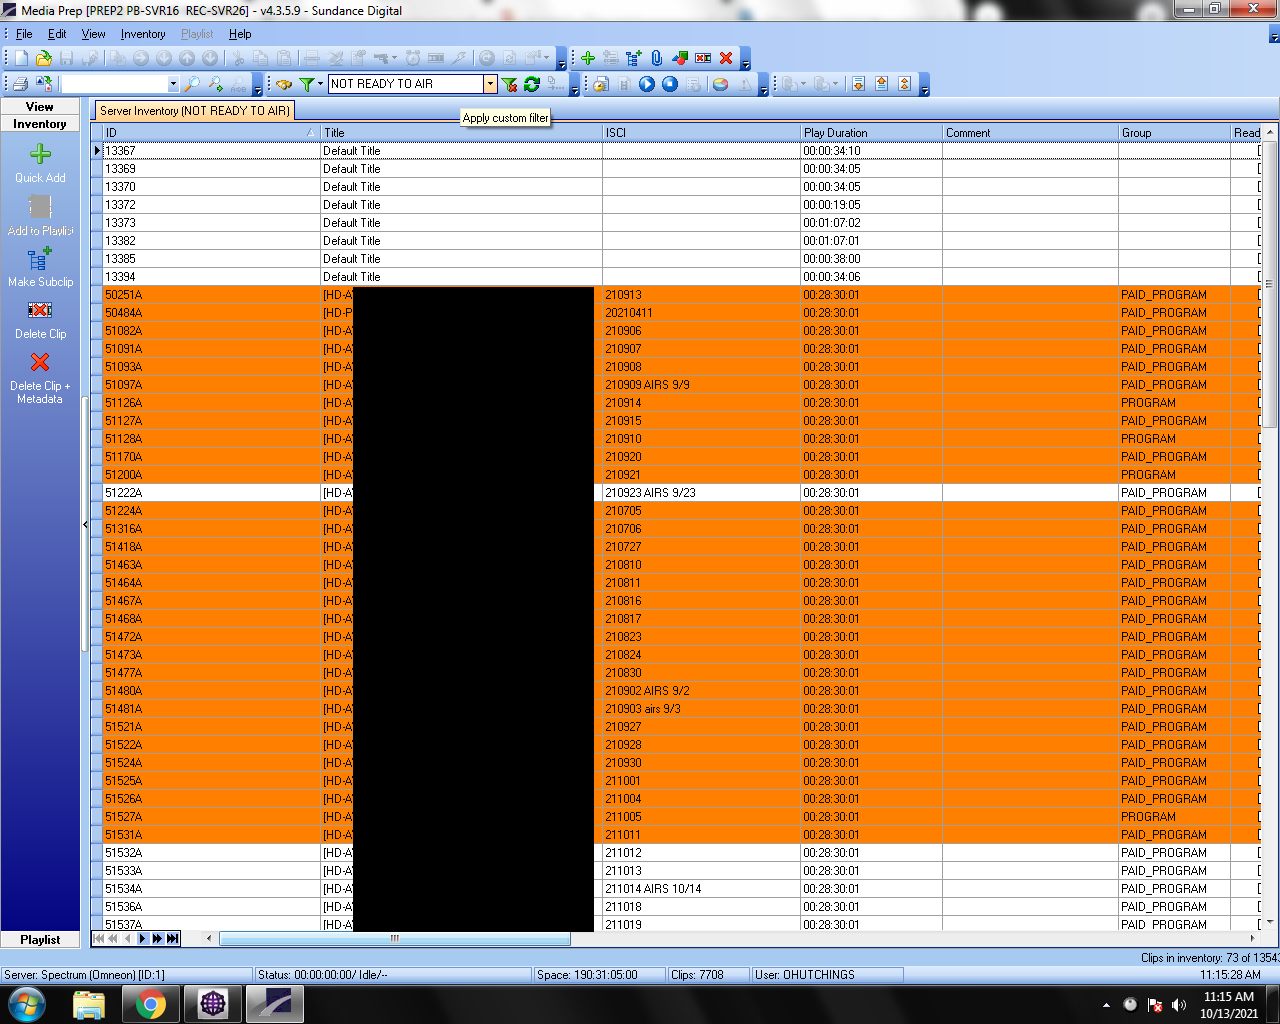 Media Prep [PREP2 PB-SVR16 REC-SVR26] - v4.3.5.9 - Sundance Digital
File Edit View Inventory Playlist Help
NOT READY TO AIR
View
Inventory
Quick Add
Add to Playlist
Make Subclip
Delete Clip
Delete Clip +
Metadata
Playlist
Server Inventory (NOT READY TO AIR)
Apply custom filter
ID Title ISCI Play Duration Comment Group Read
13367 Default Title 00:00:34:10
13369 Default Title 00:00:34:05
13370 Default Title 00:00:34:05
13372 Default Title 00:00:19:05
13373 Default Title 00:01:07:02
13382 Default Title 00:01:07:01
13385 Default Title 00:00:38:00
13394 Default Title 00:00:34:06
50251A [HD-A 210913 00:28:30:01 PAID_PROGRAM
50484A [HD-P 20210411 00:28:30:01 PAID_PROGRAM
51082A [HD-A 210906 00:28:30:01 PAID_PROGRAM
51091A [HD-A 210907 00:28:30:01 PAID_PROGRAM
51093A [HD-A 210908 00:28:30:01 PAID_PROGRAM
51097A [HD-A 210909 AIRS 9/9 00:28:30:01 PAID_PROGRAM
51126A [HD-A 210914 00:28:30:01 PROGRAM
51127A [HD-A 210915 00:28:30:01 PAID_PROGRAM
51128A [HD-A 210910 00:28:30:01 PROGRAM
51170A [HD-A 210920 00:28:30:01 PAID_PROGRAM
51200A [HD-A 210921 00:28:30:01 PROGRAM
51222A [HD-A 210923 AIRS 9/23 00:28:30:01 PAID_PROGRAM
51224A [HD-A 210705 00:28:30:01 PAID_PROGRAM
51316A [HD-A 210706 00:28:30:01 PAID_PROGRAM
51418A [HD-A 210727 00:28:30:01 PAID_PROGRAM
51463A [HD-A 210810 00:28:30:01 PAID_PROGRAM
51464A [HD-A 210811 00:28:30:01 PAID_PROGRAM
51467A [HD-A 210816 00:28:30:01 PAID_PROGRAM
51468A [HD-A 210817 00:28:30:01 PAID_PROGRAM
51472A [HD-A 210823 00:28:30:01 PAID_PROGRAM
51473A [HD-A 210824 00:28:30:01 PAID_PROGRAM
51477A [HD-A 210830 00:28:30:01 PAID_PROGRAM
51480A [HD-A 210902 AIRS 9/2 00:28:30:01 PAID_PROGRAM
51481A [HD-A 210903 airs 9/3 00:28:30:01 PAID_PROGRAM
51521A [HD-A 210927 00:28:30:01 PAID_PROGRAM
51522A [HD-A 210928 00:28:30:01 PAID_PROGRAM
51524A [HD-A 210930 00:28:30:01 PAID_PROGRAM
51525A [HD-A 211001 00:28:30:01 PAID_PROGRAM
51526A [HD-A 211004 00:28:30:01 PAID_PROGRAM
51527A [HD-A 211005 00:28:30:01 PROGRAM
51531A [HD-A 211011 00:28:30:01 PAID_PROGRAM
51532A [HD-A 211012 00:28:30:01 PAID_PROGRAM
51533A [HD-A 211013 00:28:30:01 PAID_PROGRAM
51534A [HD-A 211014 AIRS 10/14 00:28:30:01 PAID_PROGRAM
51536A [HD-A 211018 00:28:30:01 PAID_PROGRAM
51537A [HD-A 211019 00:28:30:01 PAID_PROGRAM
Clips in inventory: 73 of 13543
Server: Spectrum (Omneon) [ID:1] Status: 00:00:00:00/ Idle/-- Space: 190:31:05:00 Clips: 7708 User: OHUTCHINGS 11:15:28 AM
11:15 AM
10/13/2021